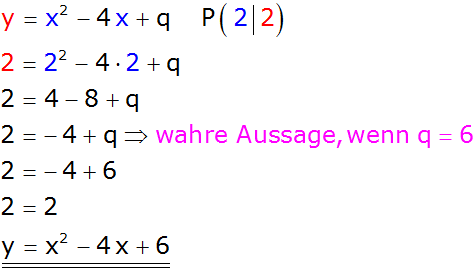 y = x² − 4x + q P(2|2)
2 = 2² − 4 · 2 + q
2 = 4 − 8 + q
2 = − 4 + q ⇒ wahre Aussage, wenn q = 6
2 = − 4 + 6
2 = 2
y = x² − 4x + 6